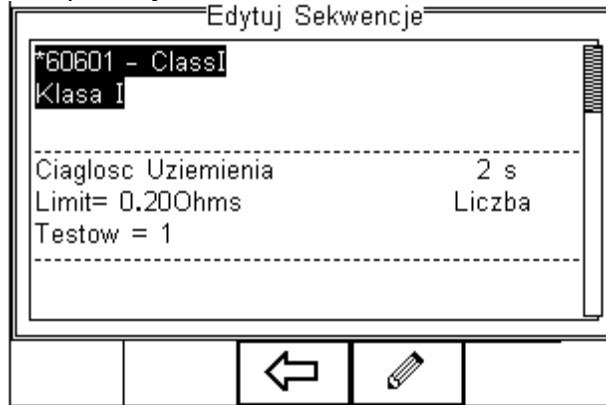 Edytuj Sekwencje
*60601 - ClassI
Klasa I
Ciaglosc Uziemienia 2 s
Limit= 0.20Ohms Liczba
Testow = 1